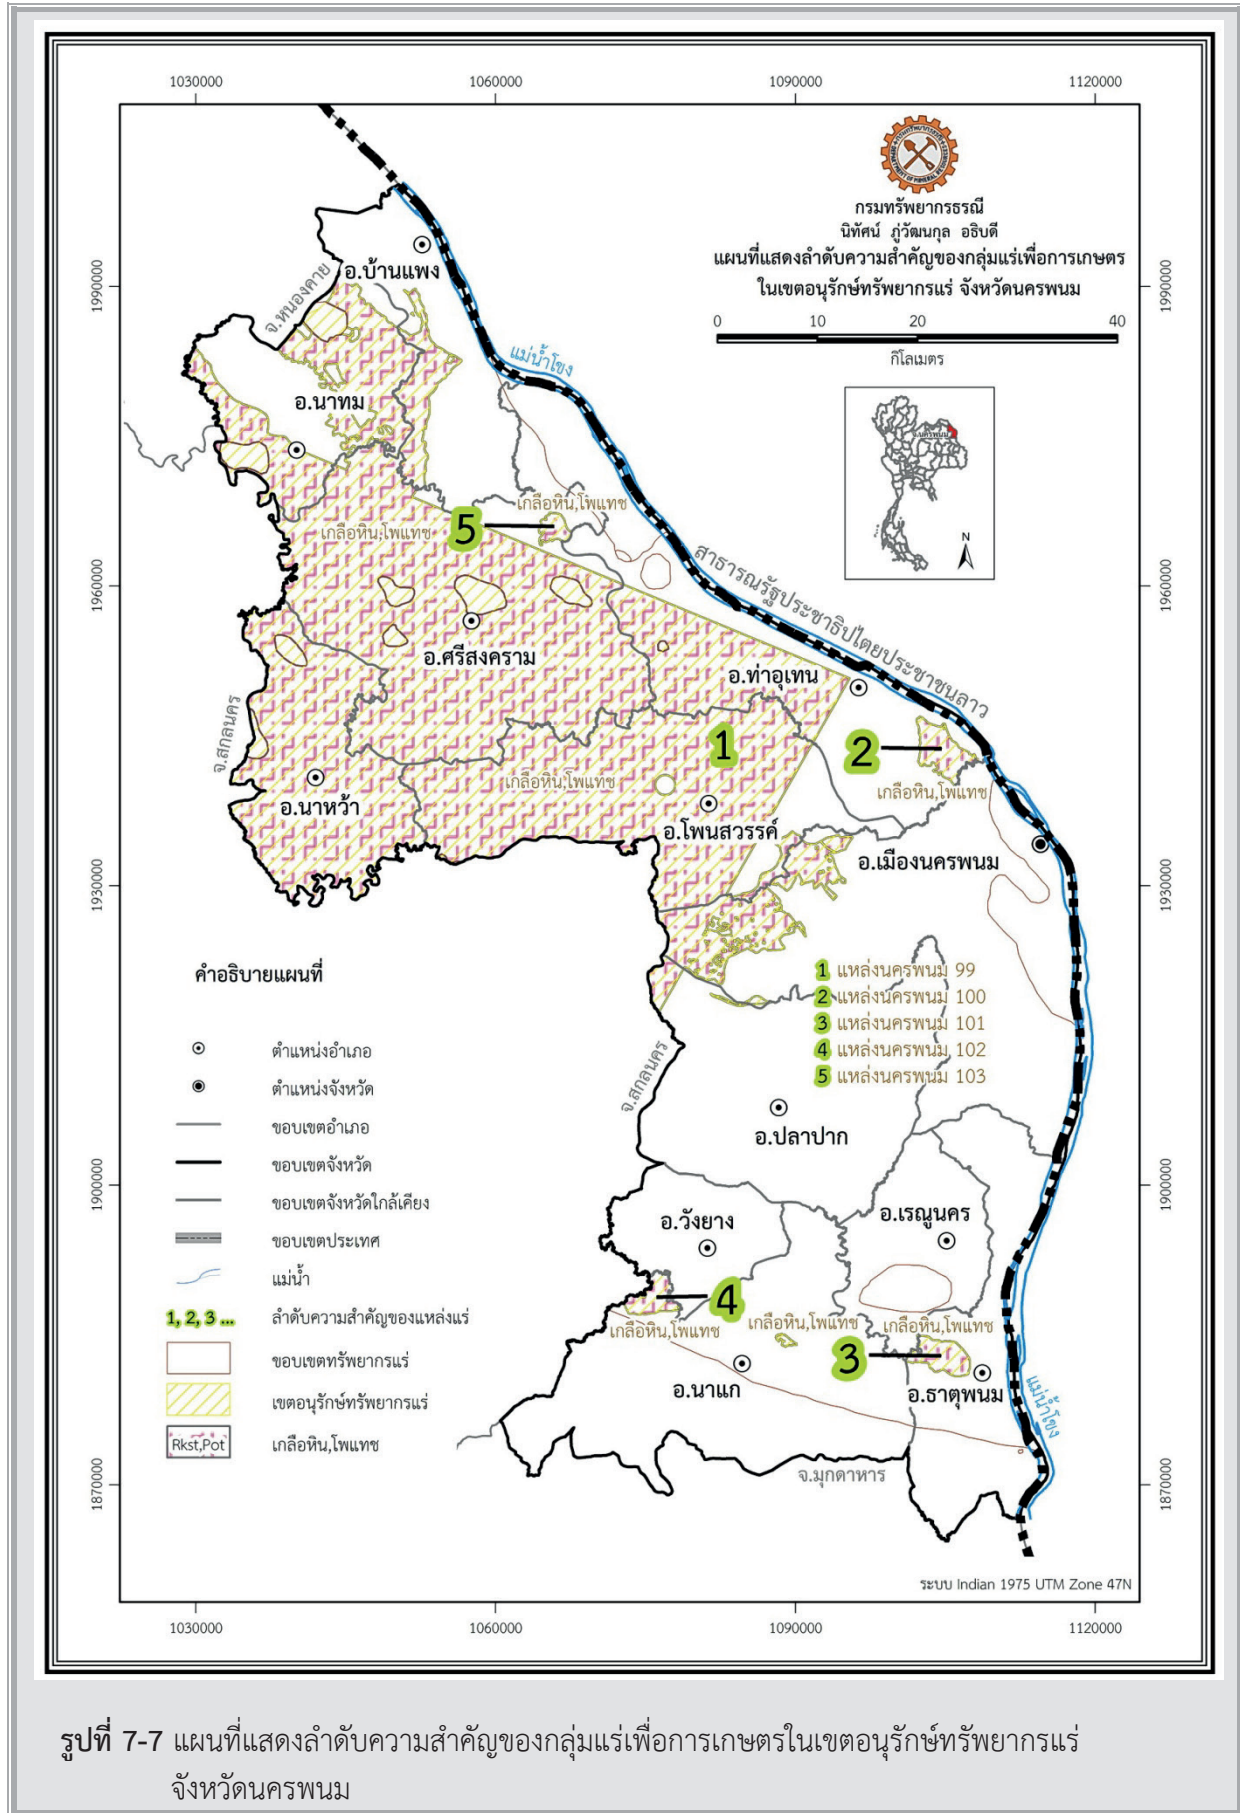 1030000 1060000 1090000 1120000
กรมทรัพยากรธรณี
นิทัศน์ ภู่วัฒนกุล อธิบดี
แผนที่แสดงลำดับความสำคัญของกลุ่มแร่เพื่อการเกษตร
ในเขตอนุรักษ์ทรัพยากรแร่ จังหวัดนครพนม
0 10 20 40
กิโลเมตร
1990000
1990000
อ.บ้านแพง
จ.หนองคาย
แม่น้ำโขง
อ.นาทม
จ.นครพนม
N
เกลือหิน,โพแทช
5
เกลือหิน,โพแทช
สาธารณรัฐประชาธิปไตยประชาชนลาว
1960000
1960000
อ.ศรีสงคราม
อ.ท่าอุเทน
จ.สกลนคร
1
2
เกลือหิน,โพแทช
เกลือหิน,โพแทช
อ.นาหว้า
อ.โพนสวรรค์
อ.เมืองนครพนม
1930000
1930000
คำอธิบายแผนที่
1 แหล่งนครพนม 99
2 แหล่งนครพนม 100
3 แหล่งนครพนม 101
4 แหล่งนครพนม 102
5 แหล่งนครพนม 103
ตำแหน่งอำเภอ
ตำแหน่งจังหวัด
ขอบเขตอำเภอ
ขอบเขตจังหวัด
ขอบเขตจังหวัดใกล้เคียง
ขอบเขตประเทศ
แม่น้ำ
1, 2, 3 ... ลำดับความสำคัญของแหล่งแร่
ขอบเขตทรัพยากรแร่
เขตอนุรักษ์ทรัพยากรแร่
Rkst,Pot เกลือหิน,โพแทช
จ.สกลนคร
อ.ปลาปาก
1900000
1900000
อ.วังยาง
อ.เรณูนคร
4
เกลือหิน,โพแทช
เกลือหิน,โพแทช
เกลือหิน,โพแทช
3
อ.นาแก
อ.ธาตุพนม
แม่น้ำโขง
จ.มุกดาหาร
1870000
1870000
ระบบ Indian 1975 UTM Zone 47N
1030000 1060000 1090000 1120000
รูปที่ 7-7 แผนที่แสดงลำดับความสำคัญของกลุ่มแร่เพื่อการเกษตรในเขตอนุรักษ์ทรัพยากรแร่
จังหวัดนครพนม